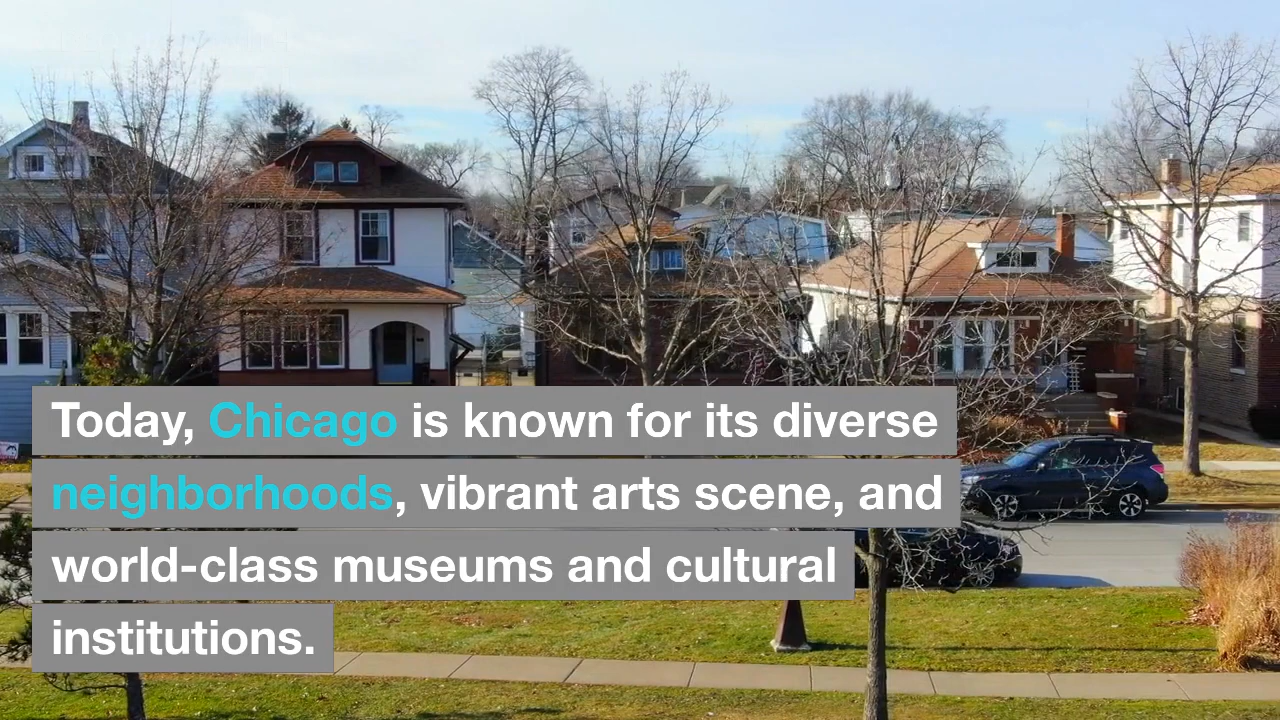 Today, Chicago is known for its diverse
neighborhoods, vibrant arts scene, and
world-class museums and cultural
institutions.